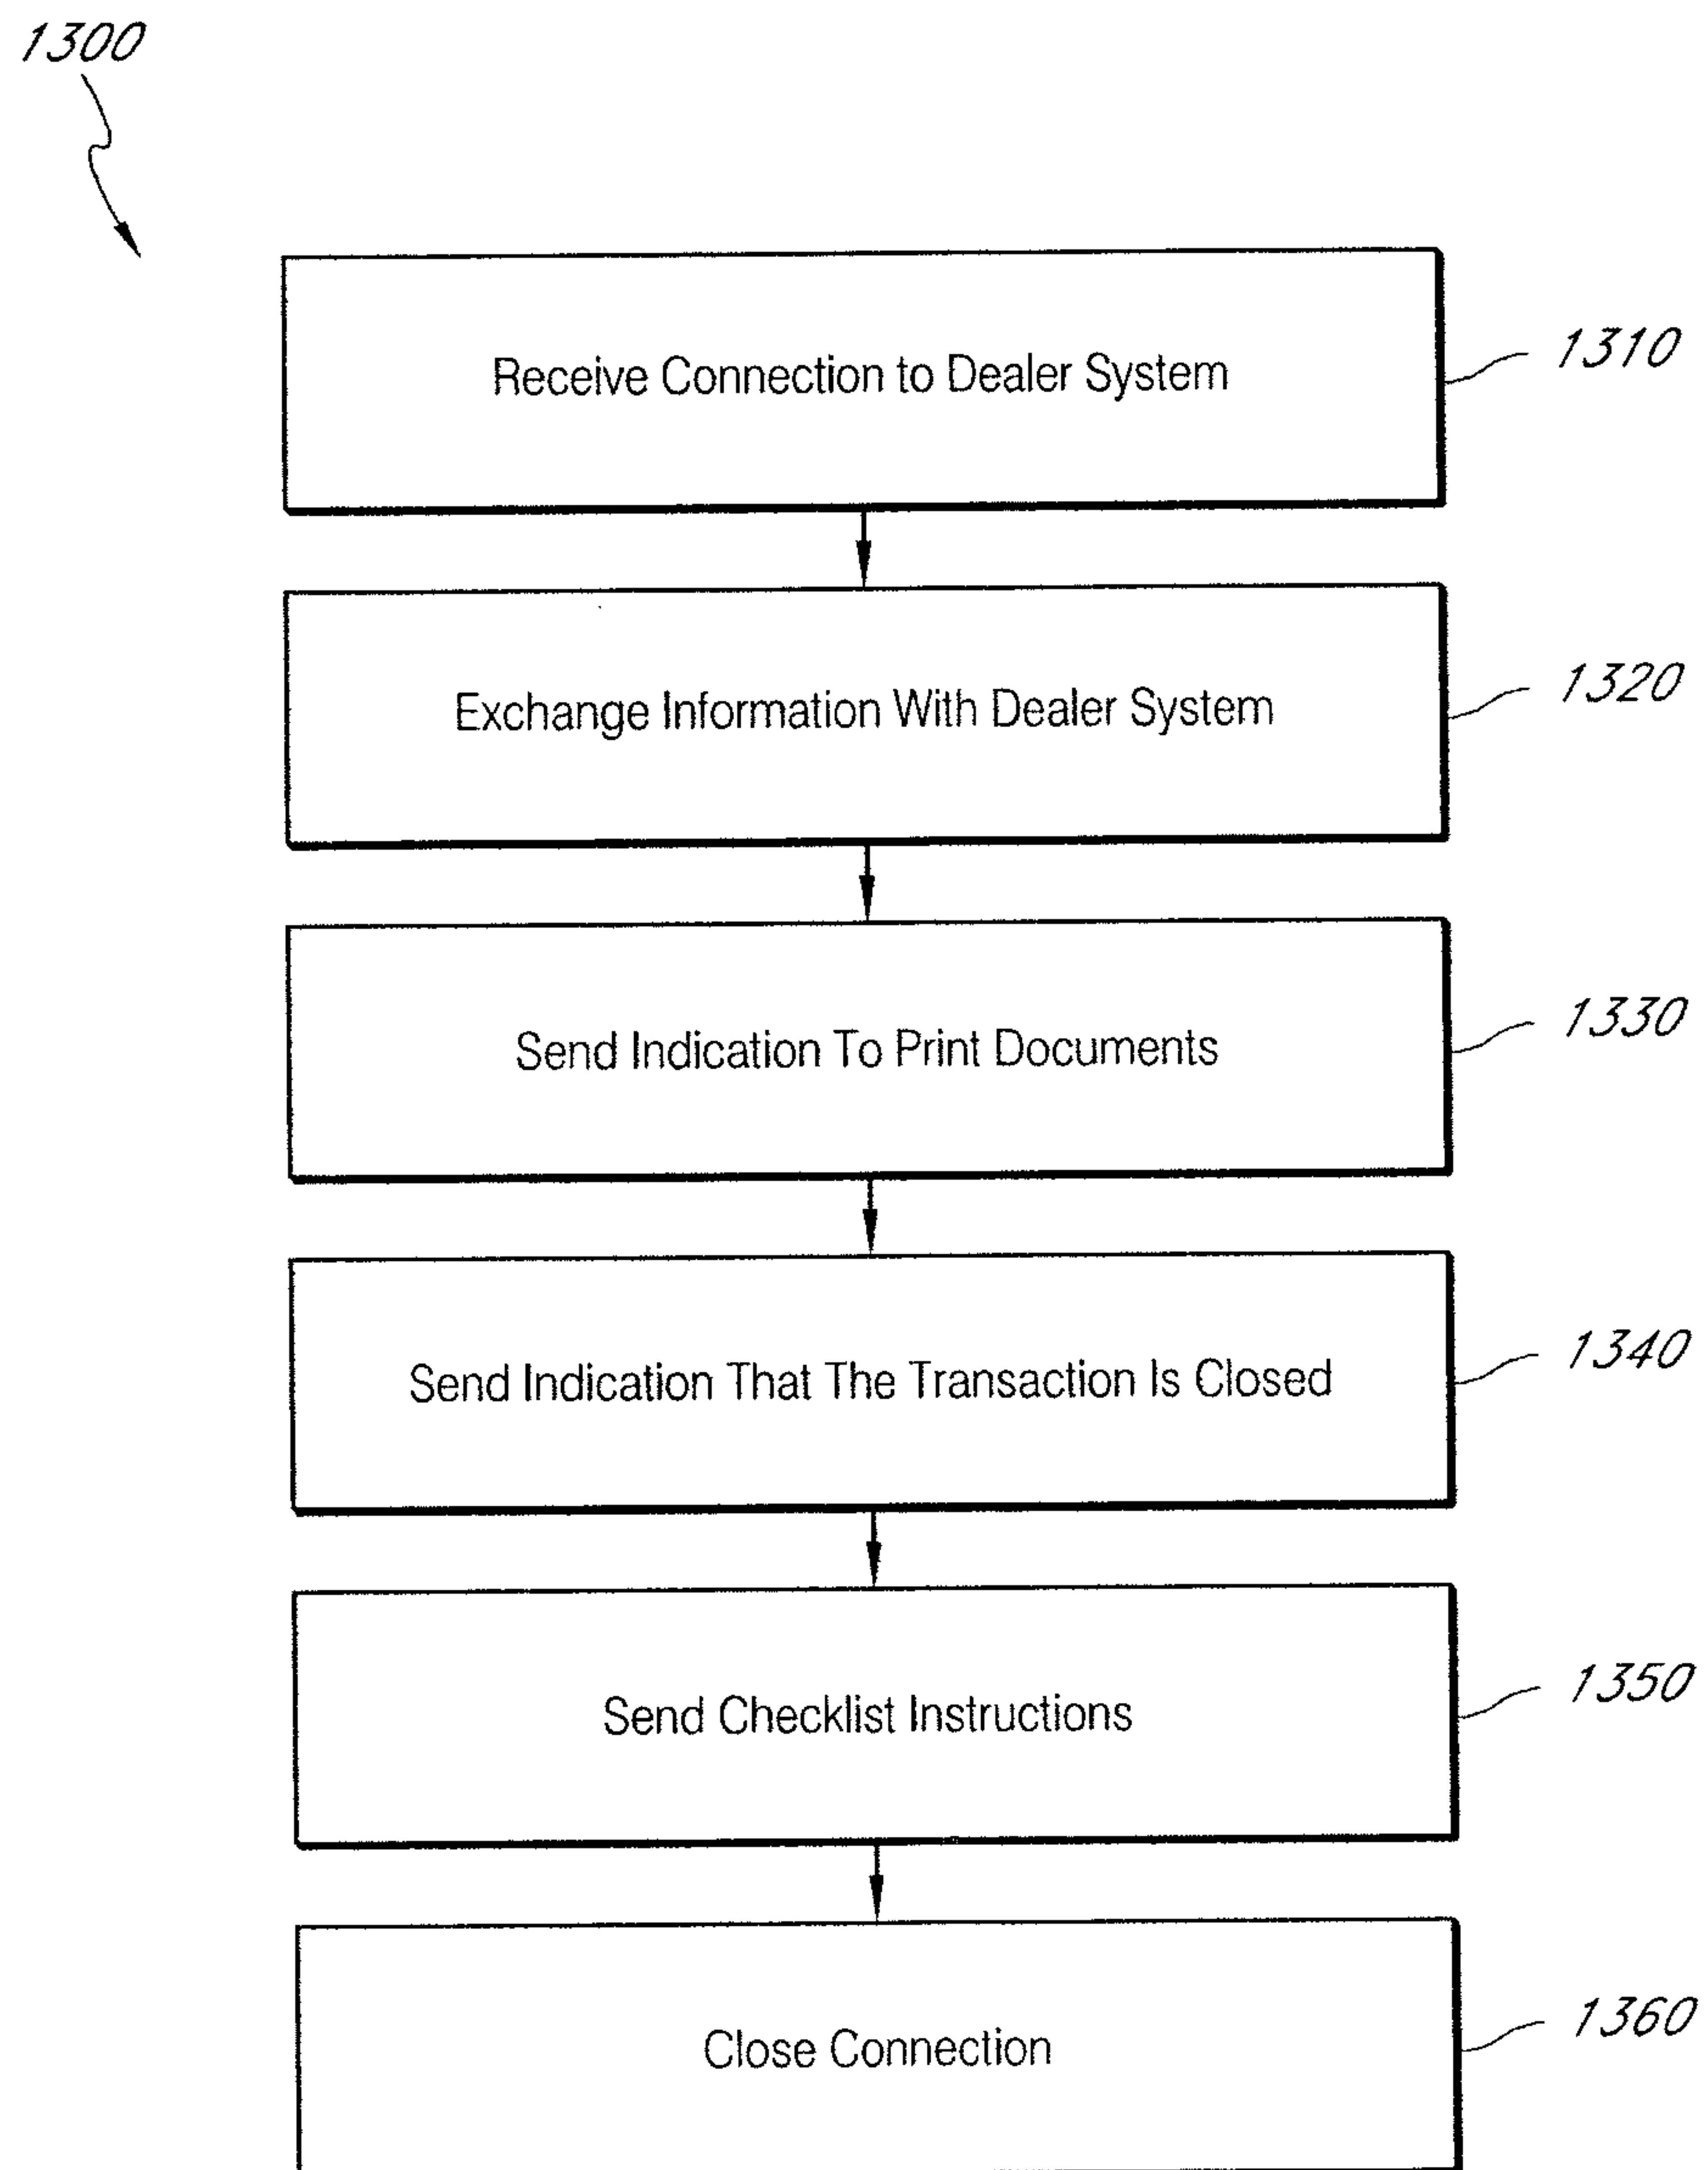 1300
Receive Connection to Dealer System
1310
Exchange Information With Dealer System
1320
Send Indication To Print Documents
1330
Send Indication That The Transaction Is Closed
1340
Send Checklist Instructions
1350
Close Connection
1360